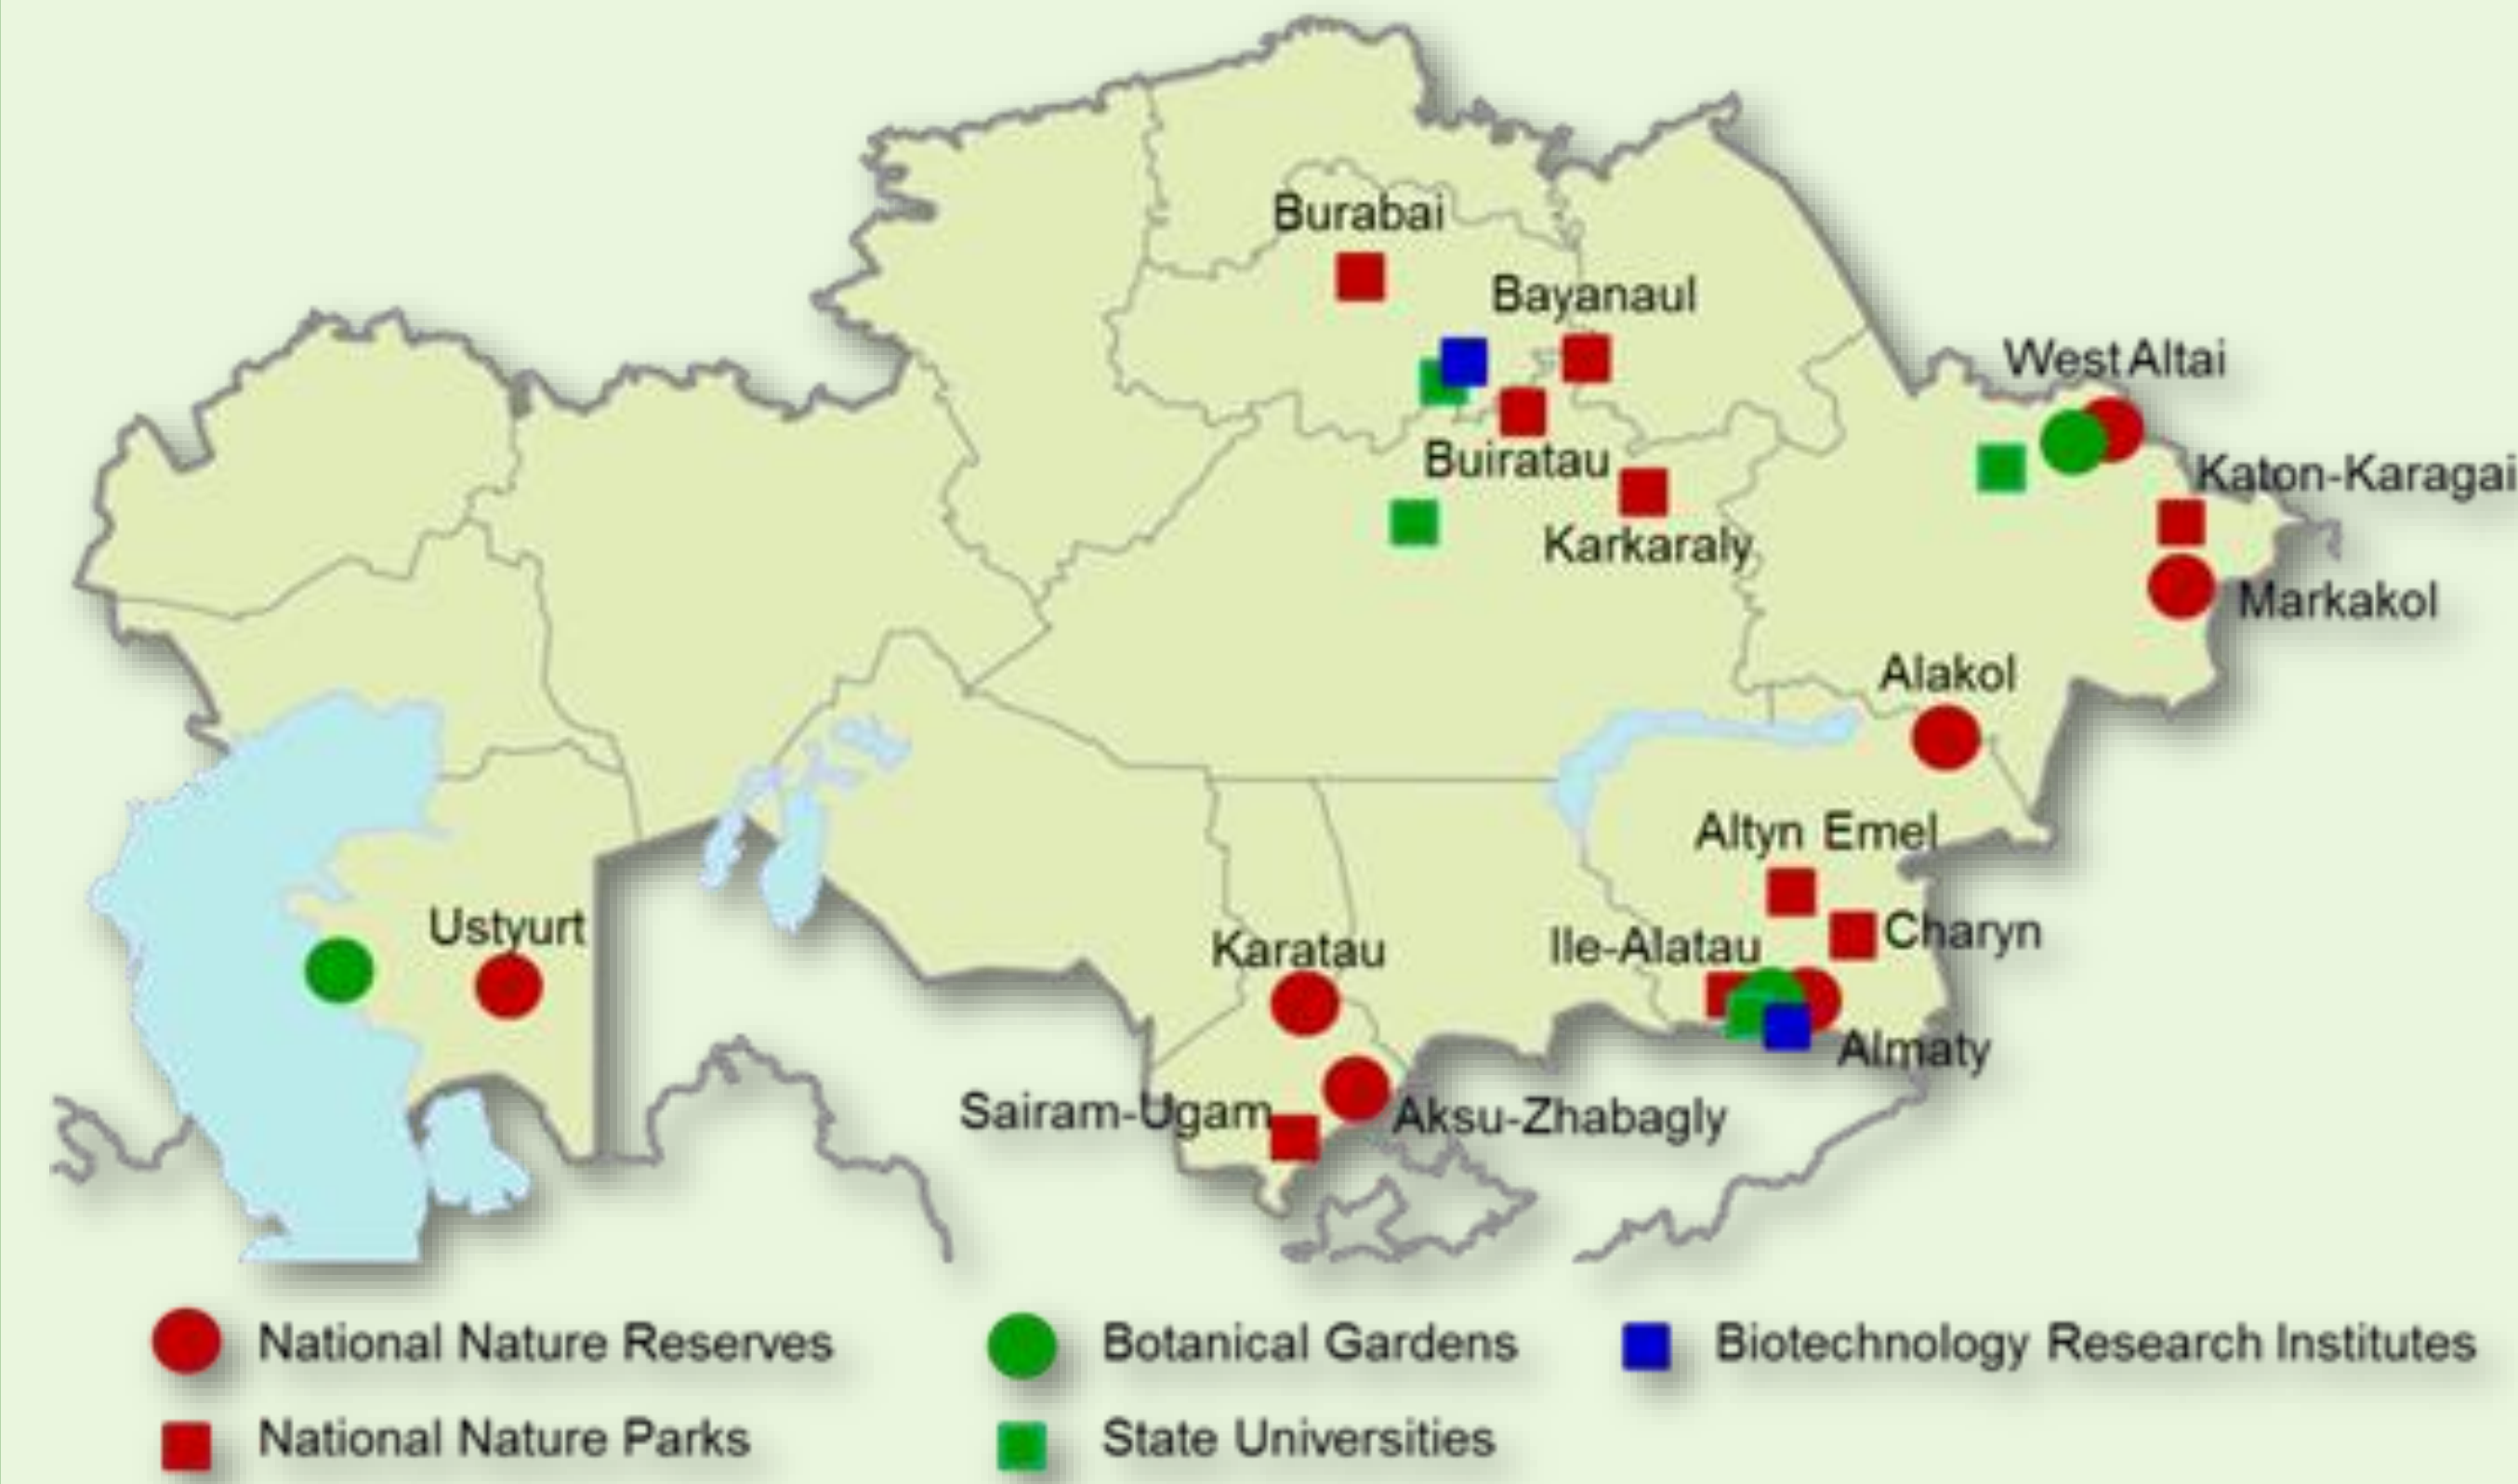 Burabai
Bayanaul
West Altai
Buiratau
Katon-Karagai
Karkaraly
Markakol
Alakol
Altyn Emel
Ustyurt
Karatau
Ile-Alatau
Charyn
Almaty
Sairam-Ugam
Aksu-Zhabagly
National Nature Reserves
Botanical Gardens
Biotechnology Research Institutes
National Nature Parks
State Universities